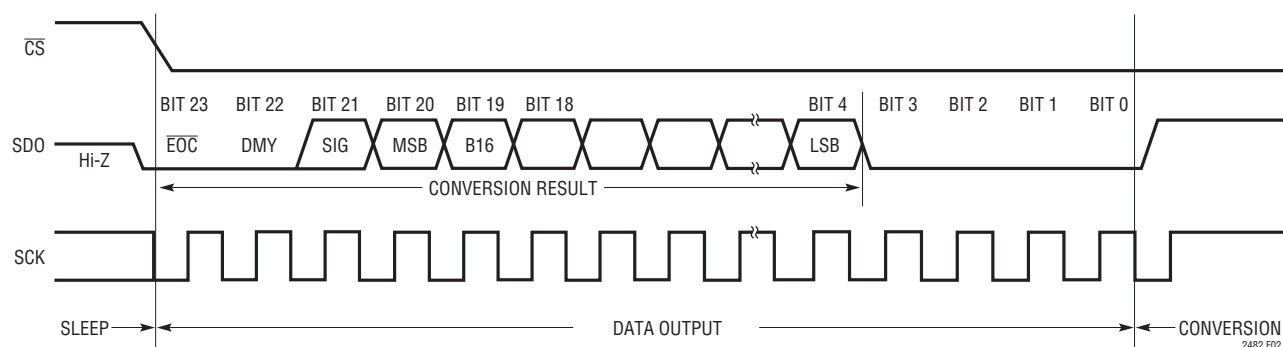 CS
BIT 23 BIT 22 BIT 21 BIT 20 BIT 19 BIT 18 BIT 4 BIT 3 BIT 2 BIT 1 BIT 0
SDO
Hi-Z EOC DMY SIG MSB B16 LSB
CONVERSION RESULT
SCK
SLEEP DATA OUTPUT CONVERSION
2482 F02